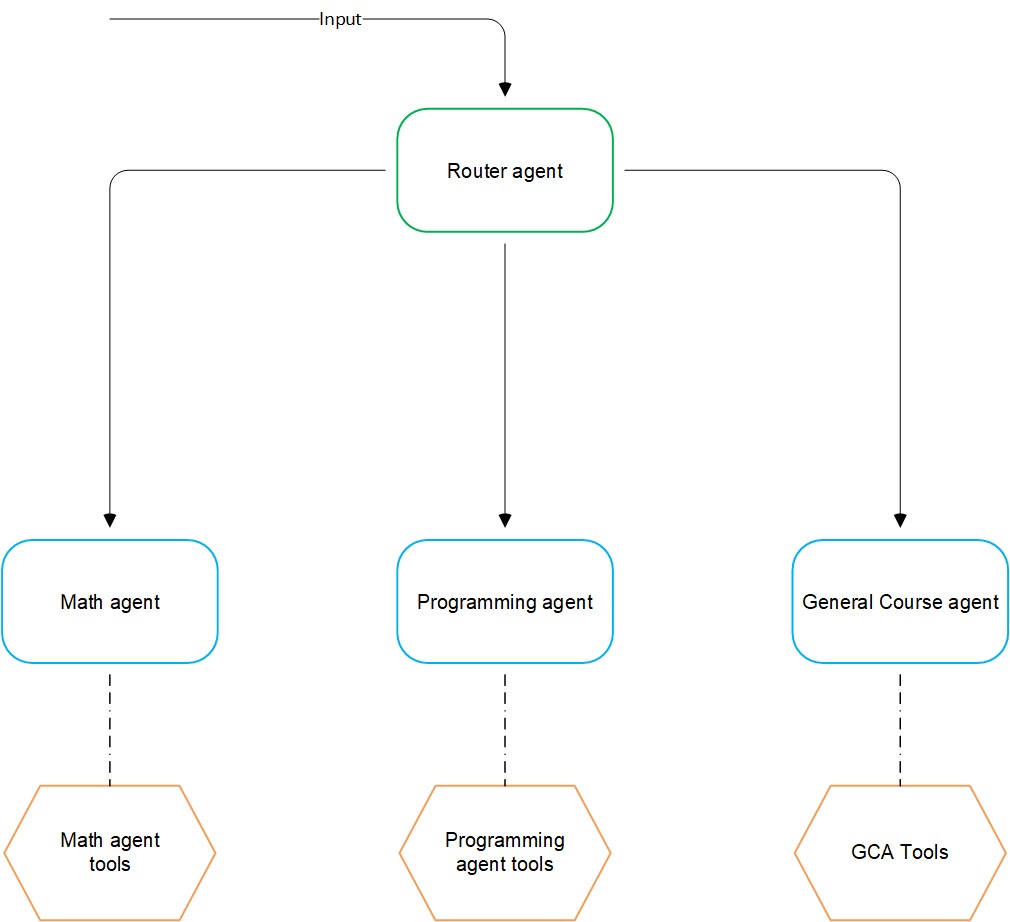 Input
Router agent
Math agent
Programming agent
General Course agent
Math agent
tools
Programming
agent tools
GCA Tools